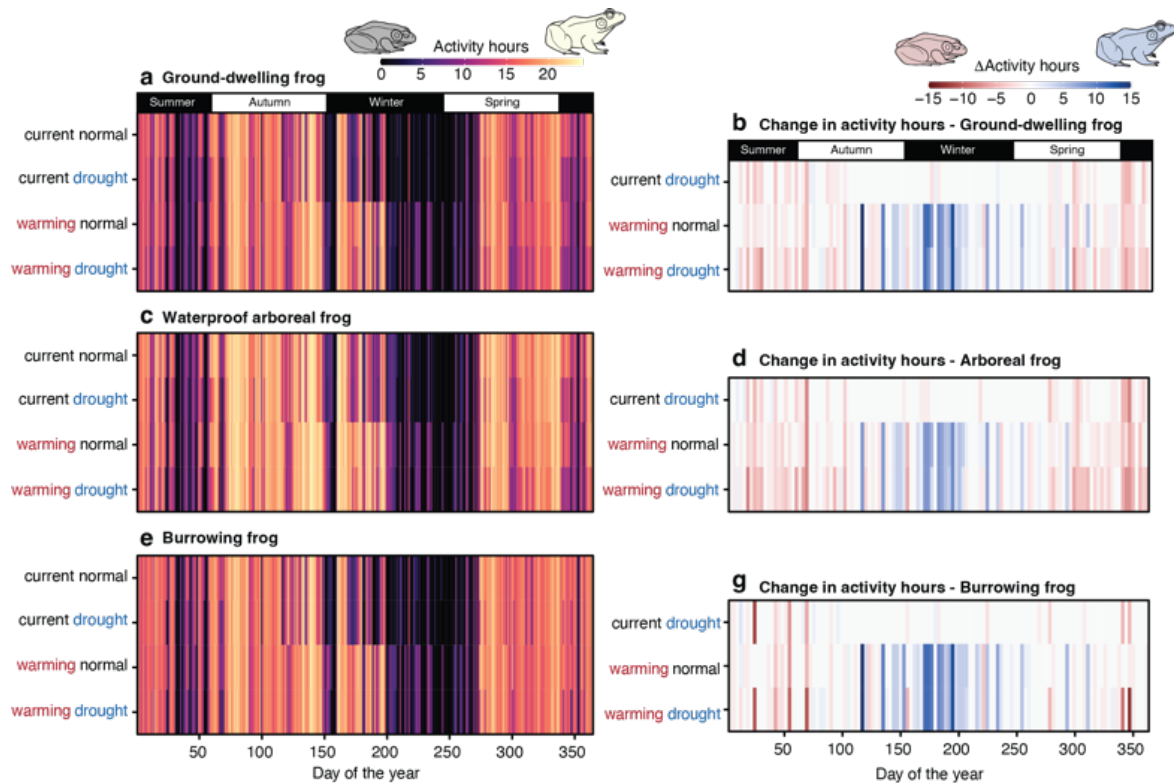 Activity hours
0 5 10 15 20
ΔActivity hours
−15 −10 −5 0 5 10 15
a Ground-dwelling frog
Summer Autumn Winter Spring
current normal
current drought
warming normal
warming drought
b Change in activity hours - Ground-dwelling frog
Summer Autumn Winter Spring
current drought
warming normal
warming drought
c Waterproof arboreal frog
current normal
current drought
warming normal
warming drought
d Change in activity hours - Arboreal frog
current drought
warming normal
warming drought
e Burrowing frog
current normal
current drought
warming normal
warming drought
50 100 150 200 250 300 350
Day of the year
g Change in activity hours - Burrowing frog
current drought
warming normal
warming drought
50 100 150 200 250 300 350
Day of the year